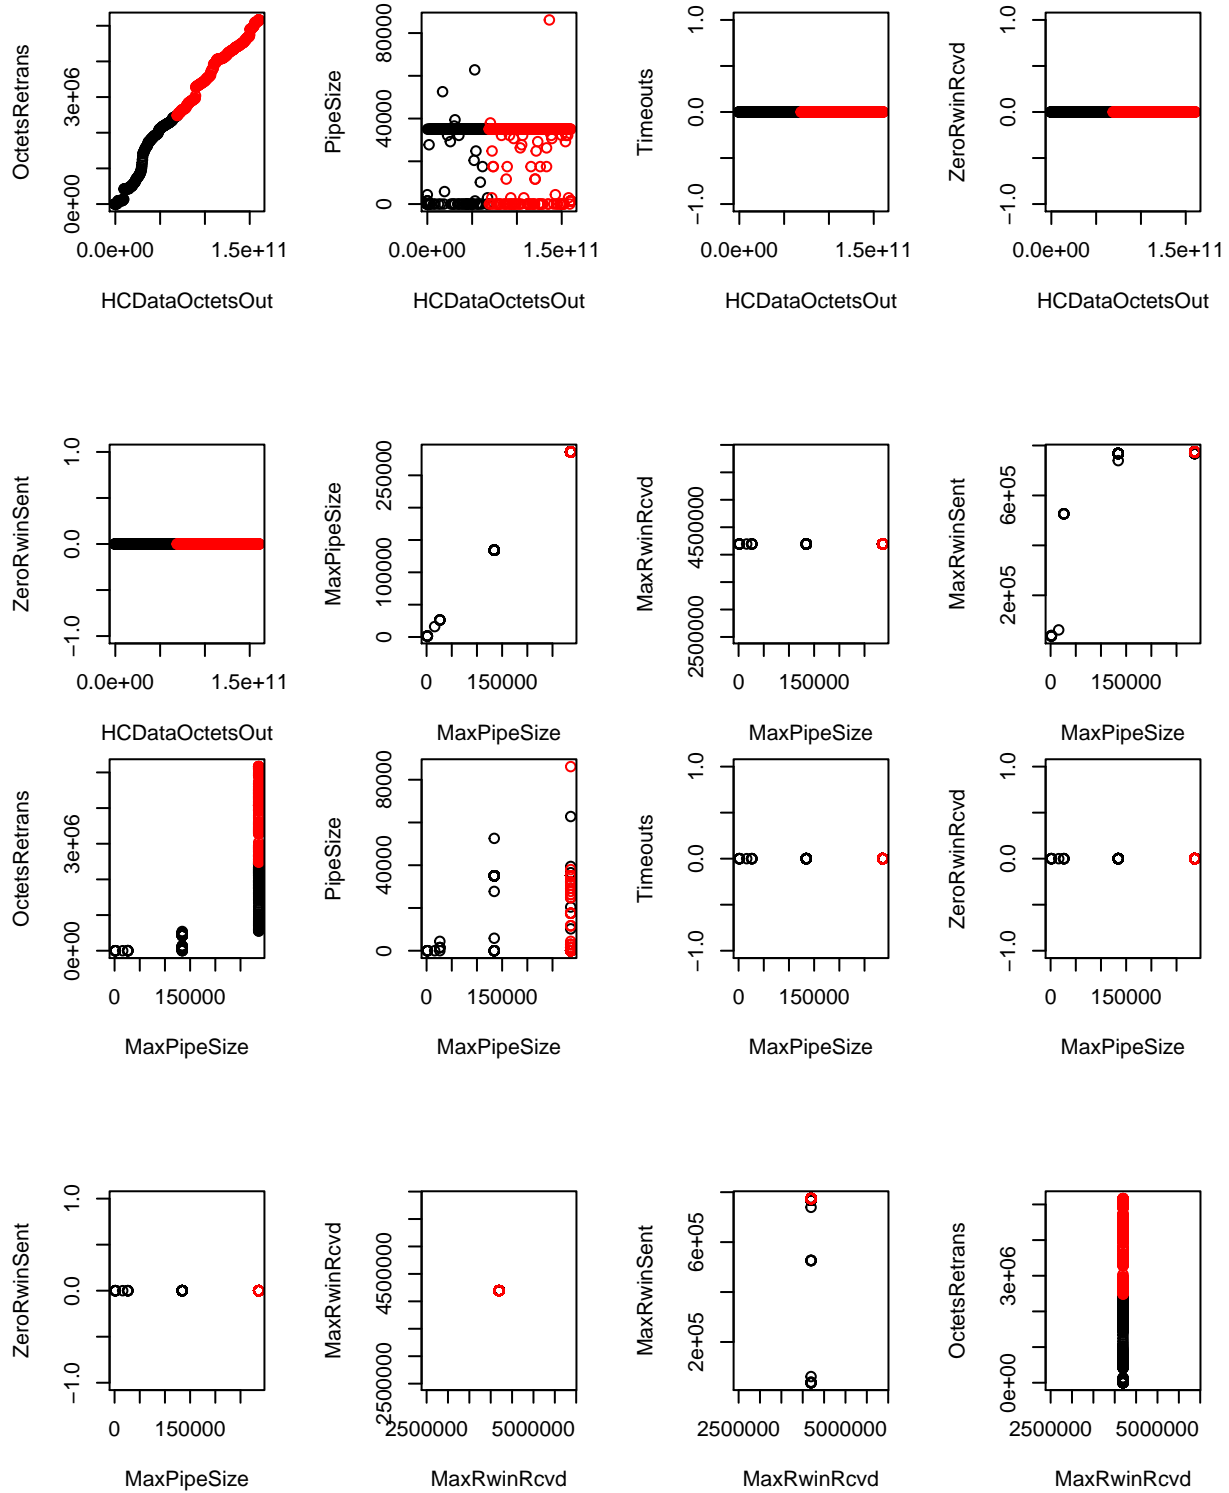 OctetsRetrans
0e+00 3e+06
0.0e+00 1.5e+11
HCDataOctetsOut
PipeSize
0 40000 80000
0.0e+00 1.5e+11
HCDataOctetsOut
Timeouts
−1.0 0.0 1.0
0.0e+00 1.5e+11
HCDataOctetsOut
ZeroRwinRcvd
−1.0 0.0 1.0
0.0e+00 1.5e+11
HCDataOctetsOut
ZeroRwinSent
−1.0 0.0 1.0
0.0e+00 1.5e+11
HCDataOctetsOut
MaxPipeSize
0 100000 250000
0 150000
MaxPipeSize
MaxRwinRcvd
2500000 4500000
0 150000
MaxPipeSize
MaxRwinSent
2e+05 6e+05
0 150000
MaxPipeSize
OctetsRetrans
0e+00 3e+06
0 150000
MaxPipeSize
PipeSize
0 40000 80000
0 150000
MaxPipeSize
Timeouts
−1.0 0.0 1.0
0 150000
MaxPipeSize
ZeroRwinRcvd
−1.0 0.0 1.0
0 150000
MaxPipeSize
ZeroRwinSent
−1.0 0.0 1.0
0 150000
MaxPipeSize
MaxRwinRcvd
2500000 4500000
2500000 5000000
MaxRwinRcvd
MaxRwinSent
2e+05 6e+05
2500000 5000000
MaxRwinRcvd
OctetsRetrans
0e+00 3e+06
2500000 5000000
MaxRwinRcvd